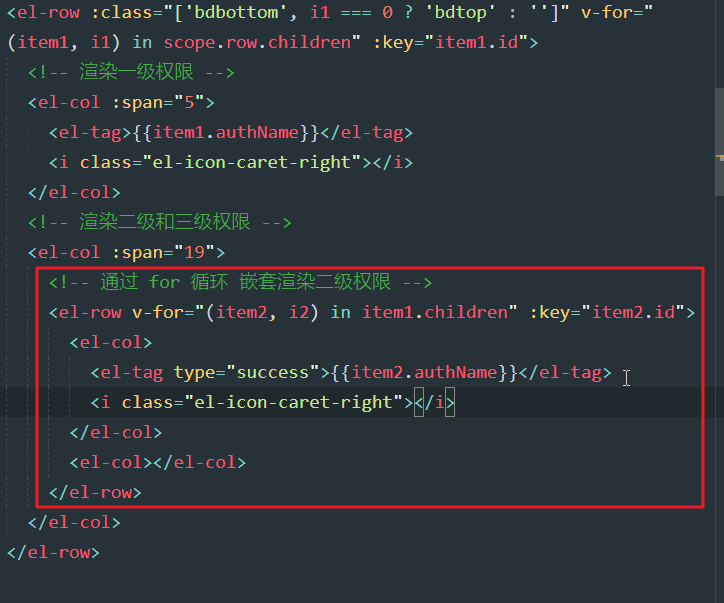 <el-row :class="['bdbottom', i1 === 0 ? 'bdtop' : '']" v-for="
(item1, i1) in scope.row.children" :key="item1.id">
<!-- 渲染一级权限 -->
<el-col :span="5">
<el-tag>{{item1.authName}}</el-tag>
<i class="el-icon-caret-right"></i>
</el-col>
<!-- 渲染二级和三级权限 -->
<el-col :span="19">
<!-- 通过 for 循环 嵌套渲染二级权限 -->
<el-row v-for="(item2, i2) in item1.children" :key="item2.id">
<el-col>
<el-tag type="success">{{item2.authName}}</el-tag>
<i class="el-icon-caret-right"></i>
</el-col>
<el-col></el-col>
</el-row>
</el-col>
</el-row>